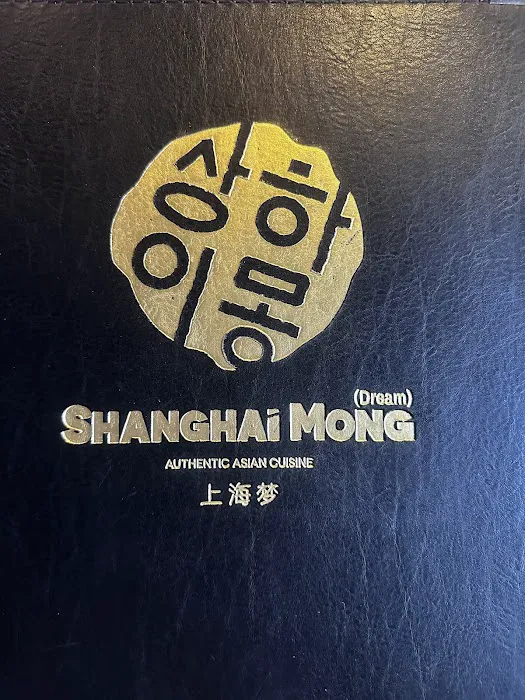 상하
이몽
(Dream)
SHANGHAi MONG
AUTHENTIC ASIAN CUISINE
上海梦